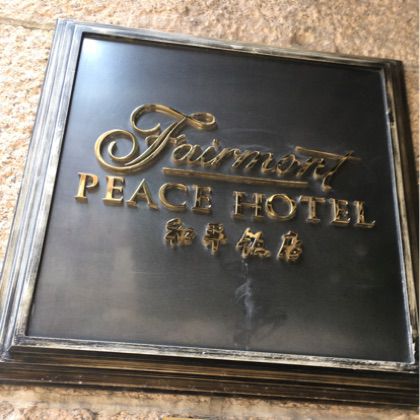 Fairmont
PEACE HOTEL
和平饭店